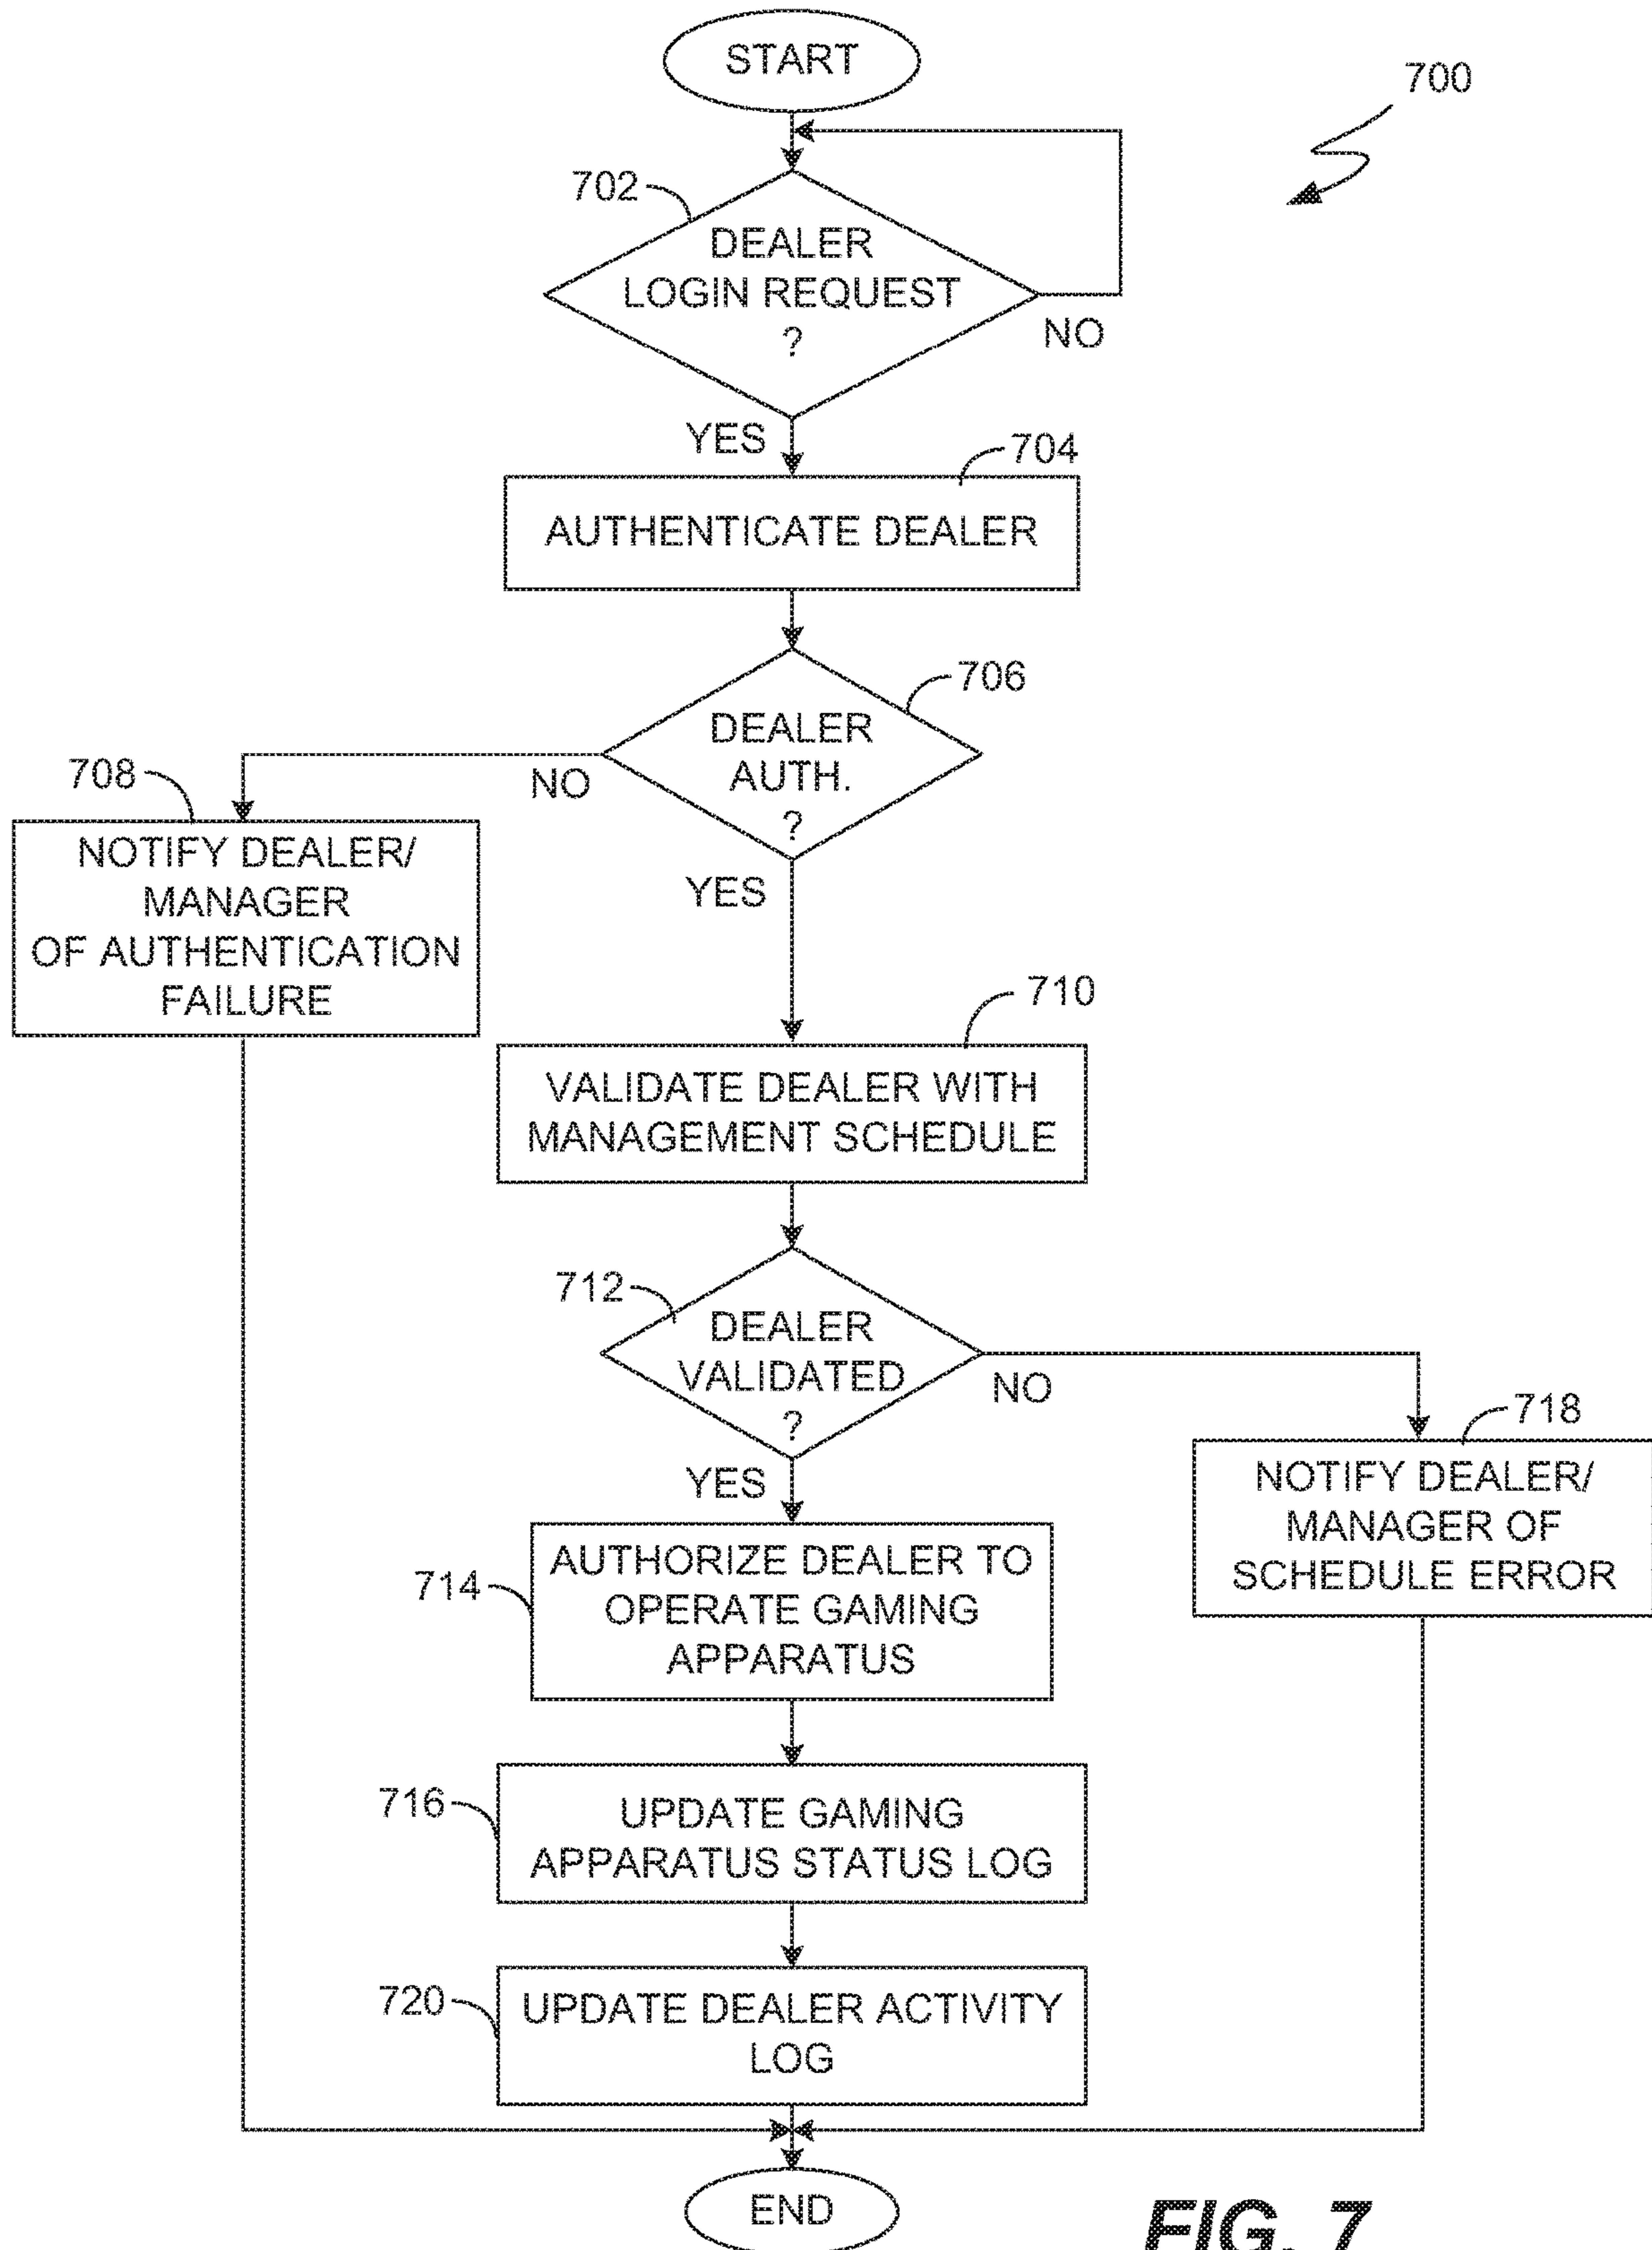 START
700
702
DEALER
LOGIN REQUEST
?
NO
YES
704
AUTHENTICATE DEALER
706
DEALER
AUTH.
?
NO
708
NOTIFY DEALER/
MANAGER
OF AUTHENTICATION
FAILURE
YES
710
VALIDATE DEALER WITH
MANAGEMENT SCHEDULE
712
DEALER
VALIDATED
?
NO
718
NOTIFY DEALER/
MANAGER OF
SCHEDULE ERROR
YES
714
AUTHORIZE DEALER TO
OPERATE GAMING
APPARATUS
716
UPDATE GAMING
APPARATUS STATUS LOG
720
UPDATE DEALER ACTIVITY
LOG
END
FIG. 7